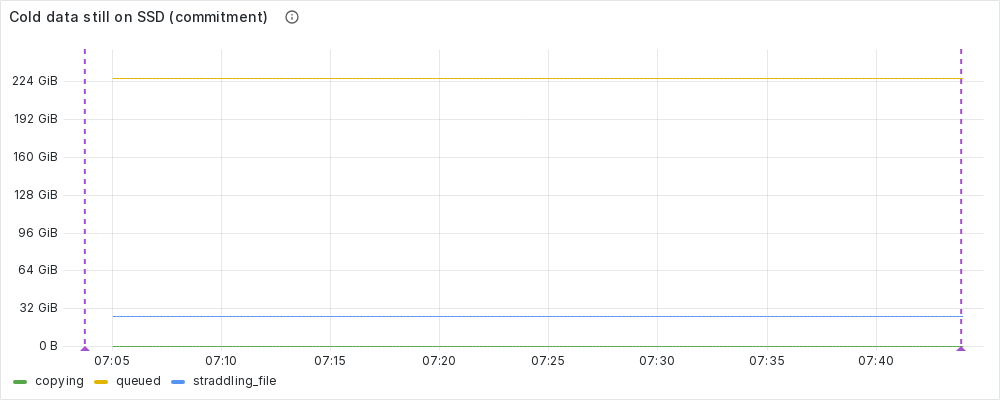 Cold data still on SSD (commitment)
224 GiB
192 GiB
160 GiB
128 GiB
96 GiB
64 GiB
32 GiB
0 B
07:05 07:10 07:15 07:20 07:25 07:30 07:35 07:40
copying queued straddling_file